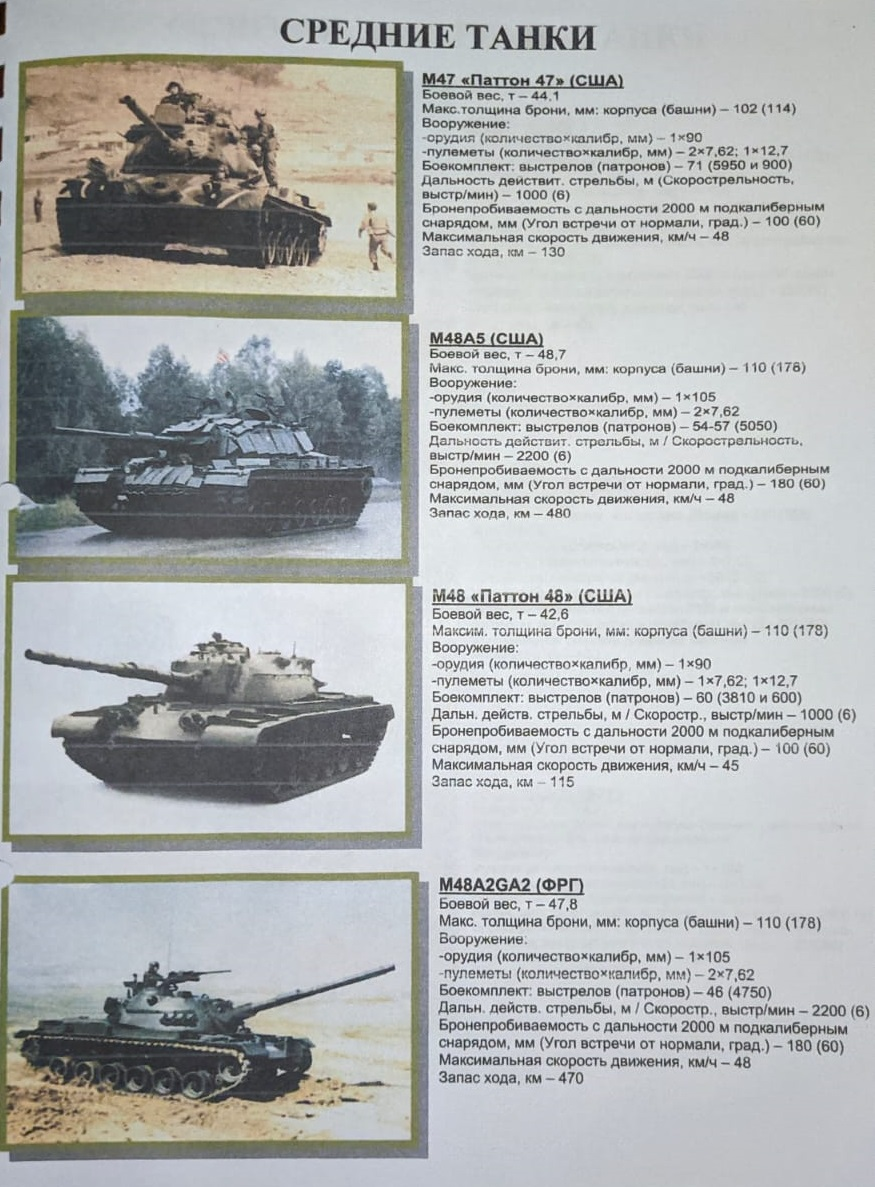 СРЕДНИЕ ТАНКИ
М47 «Паттон 47» (США)
Боевой вес, т – 44,1
Макс.толщина брони, мм: корпуса (башни) – 102 (114)
Вооружение:
-орудия (количество×калибр, мм) – 1×90
-пулеметы (количество×калибр, мм) – 2×7,62; 1×12,7
Боекомплект: выстрелов (патронов) – 71 (5950 и 900)
Дальность действит. стрельбы, м (Скорострельность,
выстр/мин) – 1000 (6)
Бронепробиваемость с дальности 2000 м подкалиберным
снарядом, мм (Угол встречи от нормали, град.) – 100 (60)
Максимальная скорость движения, км/ч – 48
Запас хода, км – 130
М48А5 (США)
Боевой вес, т – 48,7
Макс. толщина брони, мм: корпуса (башни) – 110 (178)
Вооружение:
-орудия (количество×калибр, мм) – 1×105
-пулеметы (количество×калибр, мм) – 2×7,62
Боекомплект: выстрелов (патронов) – 54-57 (5050)
Дальность действит. стрельбы, м / Скорострельность,
выстр/мин – 2200 (6)
Бронепробиваемость с дальности 2000 м подкалиберным
снарядом, мм (Угол встречи от нормали, град.) – 180 (60)
Максимальная скорость движения, км/ч – 48
Запас хода, км – 480
М48 «Паттон 48» (США)
Боевой вес, т – 42,6
Максим. толщина брони, мм: корпуса (башни) – 110 (178)
Вооружение:
-орудия (количество×калибр, мм) – 1×90
-пулеметы (количество×калибр, мм) – 1×7,62; 1×12,7
Боекомплект: выстрелов (патронов) – 60 (3810 и 600)
Дальн. действ. стрельбы, м / Скоростр., выстр/мин – 1000 (6)
Бронепробиваемость с дальности 2000 м подкалиберным
снарядом, мм (Угол встречи от нормали, град.) – 100 (60)
Максимальная скорость движения, км/ч – 45
Запас хода, км – 115
М48А2GА2 (ФРГ)
Боевой вес, т – 47,8
Макс. толщина брони, мм: корпуса (башни) – 110 (178)
Вооружение:
-орудия (количество×калибр, мм) – 1×105
-пулеметы (количество×калибр, мм) – 2×7,62
Боекомплект: выстрелов (патронов) – 46 (4750)
Дальн. действ. стрельбы, м / Скоростр., выстр/мин – 2200 (6)
Бронепробиваемость с дальности 2000 м подкалиберным
снарядом, мм (Угол встречи от нормали, град.) – 180 (60)
Максимальная скорость движения, км/ч – 48
Запас хода, км – 470